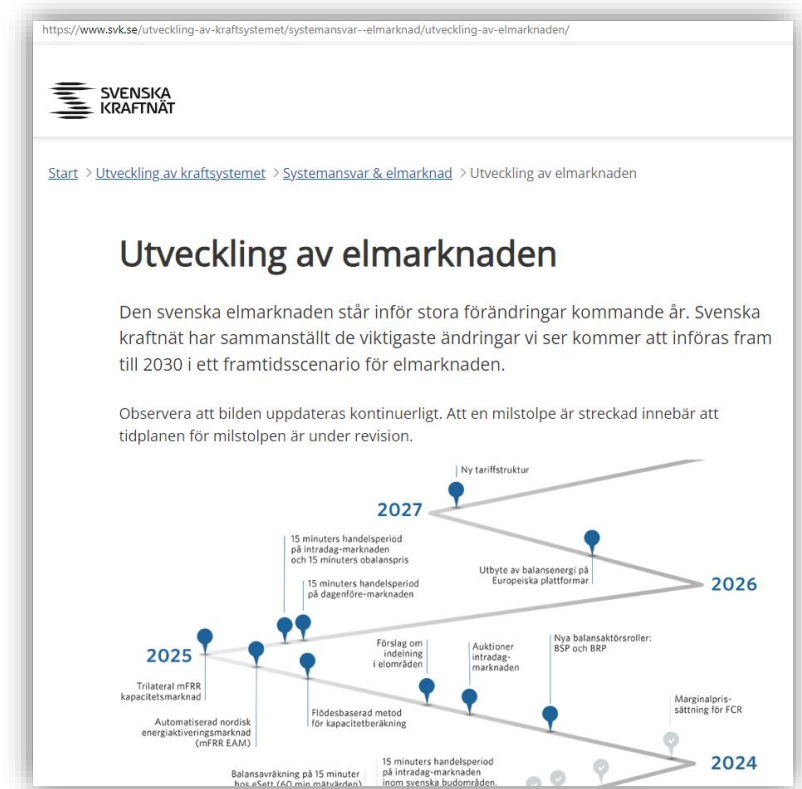 https://www.svk.se/utveckling-av-kraftsystemet/systemansvar--elmarknad/utveckling-av-elmarknaden/
SVENSKA
KRAFTNÄT
Start > Utveckling av kraftsystemet > Systemansvar & elmarknad > Utveckling av elmarknaden
Utveckling av elmarknaden
Den svenska elmarknaden står inför stora förändringar kommande år. Svenska
kraftnät har sammanställt de viktigaste ändringar vi ser kommer att införas fram
till 2030 i ett framtidsscenario för elmarknaden.
Observera att bilden uppdateras kontinuerligt. Att en milstolpe är streckad innebär att
tidplanen för milstolpen är under revision.
Ny tariffstruktur
2027
15 minuters handelsperiod
på intradag-marknaden
och 15 minuters obalanspris
15 minuters handelsperiod
på dagenföre-marknaden
Utbyte av balansenergi på
Europeiska plattformar
2026
2025
Trilateral mFRR
kapacitetsmarknad
Automatiserad nordisk
energiaktiveringsmarknad
(mFRR EAM)
Flödesbaserad metod
för kapacitetberäkning
Förslag om
indelning
i elområden
Auktioner
intradag-
marknaden
Nya balansaktörsroller:
BSP och BRP
Marginalpris-
sättning för FCR
2024
Balansavräkning på 15 minuter
hos eSett (60 min mätvärden)
15 minuters handelsperiod
på intradag-marknaden
inom svenska budområden.